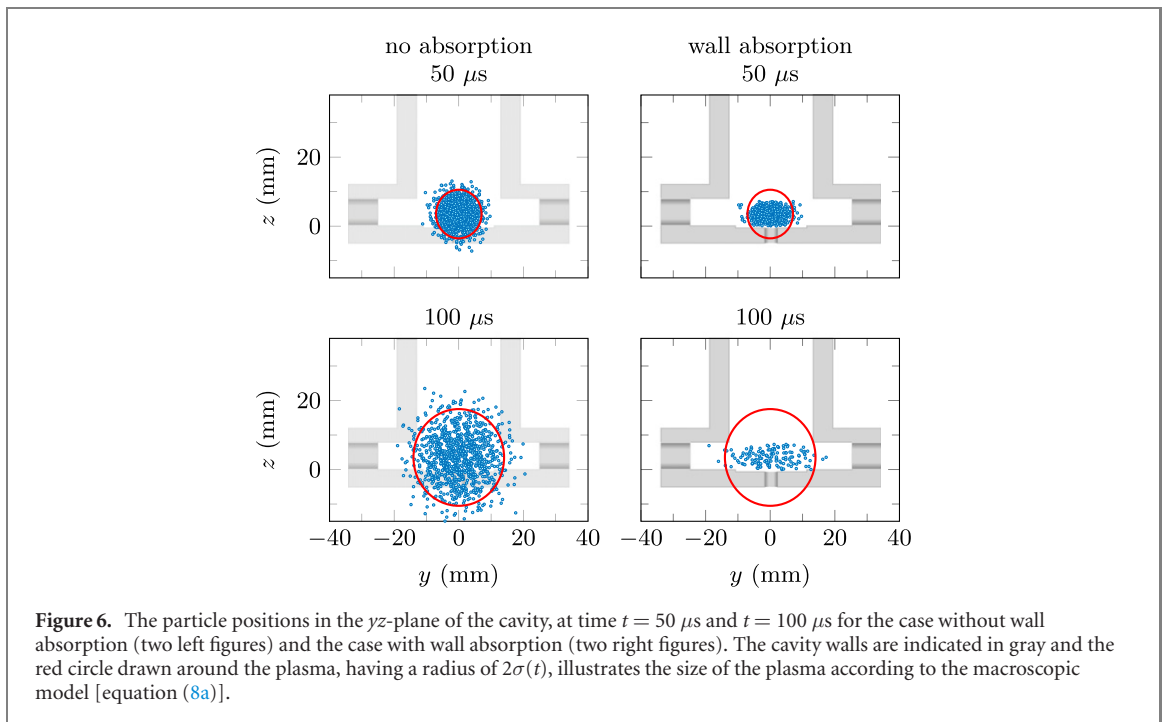 no absorption
50 μs
wall absorption
50 μs
z (mm)
20
0
100 μs
100 μs
z (mm)
20
0
−40 −20 0 20 40
−40 −20 0 20 40
y (mm)
y (mm)
Figure 6. The particle positions in the yz-plane of the cavity, at time t = 50 μs and t = 100 μs for the case without wall
absorption (two left figures) and the case with wall absorption (two right figures). The cavity walls are indicated in gray and the
red circle drawn around the plasma, having a radius of 2σ(t), illustrates the size of the plasma according to the macroscopic
model [equation (8a)].